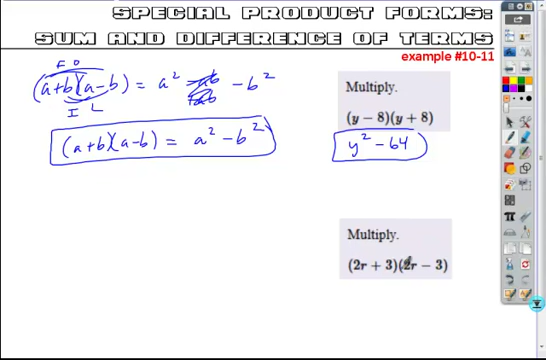 SPECIAL PRODUCT FORMS:
SUM AND DIFFERENCE OF TERMS
example #10-11
F O
(a+b)(a-b) = a² -ab +ab - b²
I L
(a+b)(a-b) = a² - b²
Multiply.
(y − 8)(y + 8)
y² - 64
Multiply.
(2r + 3)(2r − 3)